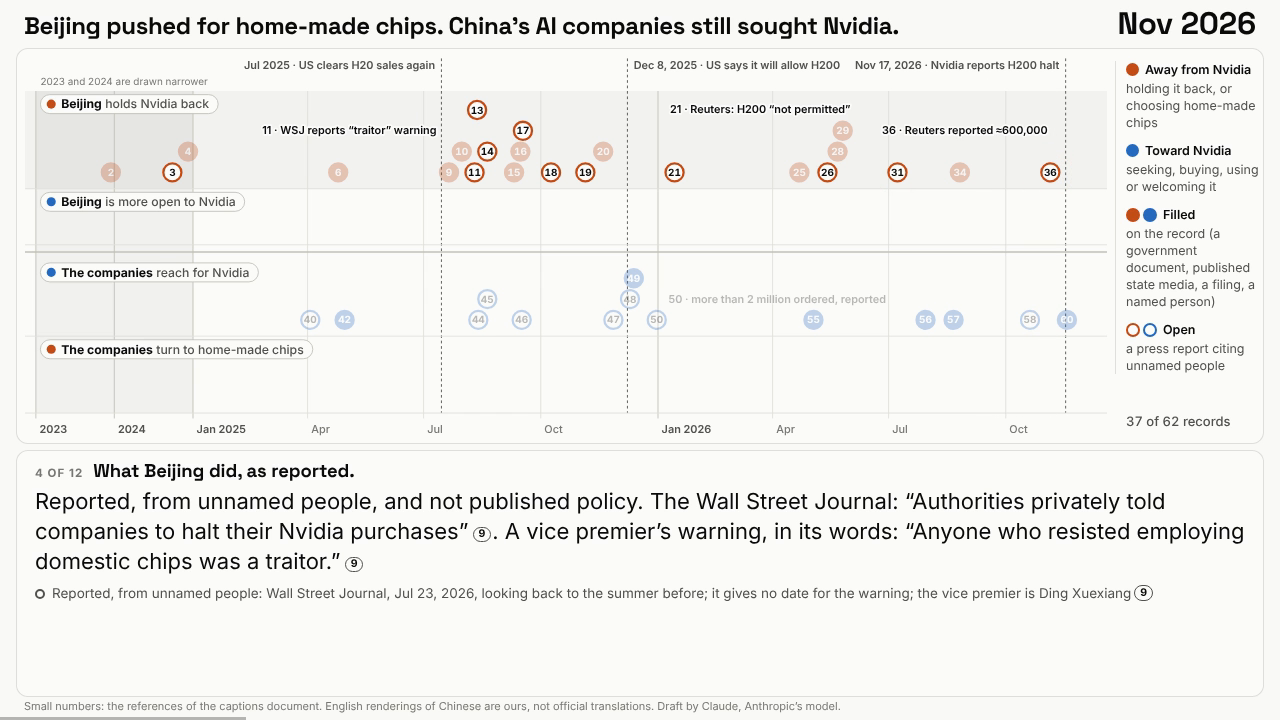 Beijing pushed for home-made chips. China’s AI companies still sought Nvidia.
Nov 2026
Jul 2025 · US clears H20 sales again
Dec 8, 2025 · US says it will allow H200
Nov 17, 2026 · Nvidia reports H200 halt
2023 and 2024 are drawn narrower
Beijing holds Nvidia back
13
21 · Reuters: H200 “not permitted”
11 · WSJ reports “traitor” warning
17
29
36 · Reuters reported ≈600,000
4
10
14
16
20
28
2
3
6
9
11
15
18
19
21
25
26
31
34
36
Beijing is more open to Nvidia
The companies reach for Nvidia
49
45
48
50 · more than 2 million ordered, reported
40
42
44
46
47
50
55
56
57
58
60
The companies turn to home-made chips
2023
2024
Jan 2025
Apr
Jul
Oct
Jan 2026
Apr
Jul
Oct
Away from Nvidia
holding it back, or
choosing home-made
chips
Toward Nvidia
seeking, buying, using
or welcoming it
Filled
on the record (a
government
document, published
state media, a filing, a
named person)
Open
a press report citing
unnamed people
37 of 62 records
4 OF 12 What Beijing did, as reported.
Reported, from unnamed people, and not published policy. The Wall Street Journal: “Authorities privately told
companies to halt their Nvidia purchases” 9. A vice premier’s warning, in its words: “Anyone who resisted employing
domestic chips was a traitor.” 9
Reported, from unnamed people: Wall Street Journal, Jul 23, 2026, looking back to the summer before; it gives no date for the warning; the vice premier is Ding Xuexiang 9
Small numbers: the references of the captions document. English renderings of Chinese are ours, not official translations. Draft by Claude, Anthropic’s model.